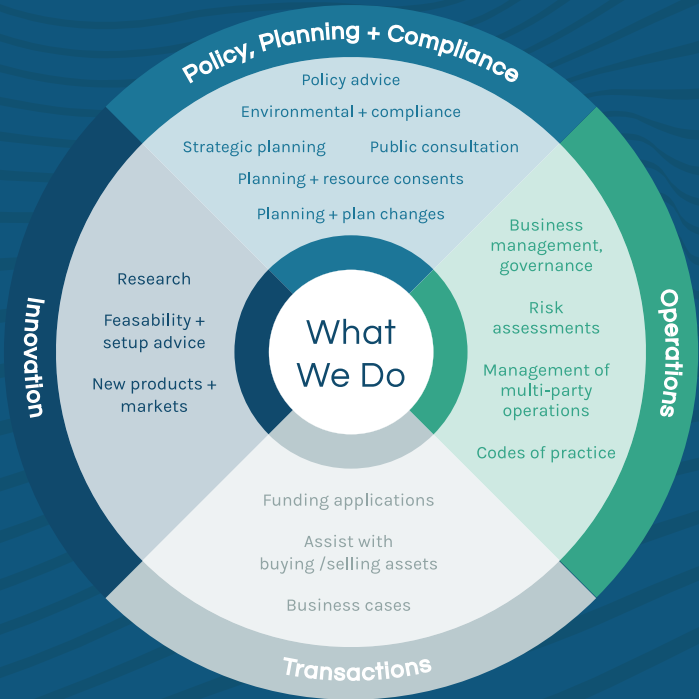 Policy, Planning + Compliance
Policy advice
Environmental + compliance
Strategic planning
Public consultation
Planning + resource consents
Planning + plan changes
Operations
Business
management,
governance
Risk
assessments
Management of
multi-party
operations
Codes of practice
Innovation
Research
Feasability +
setup advice
New products +
markets
What
We Do
Funding applications
Assist with
buying /selling assets
Business cases
Transactions